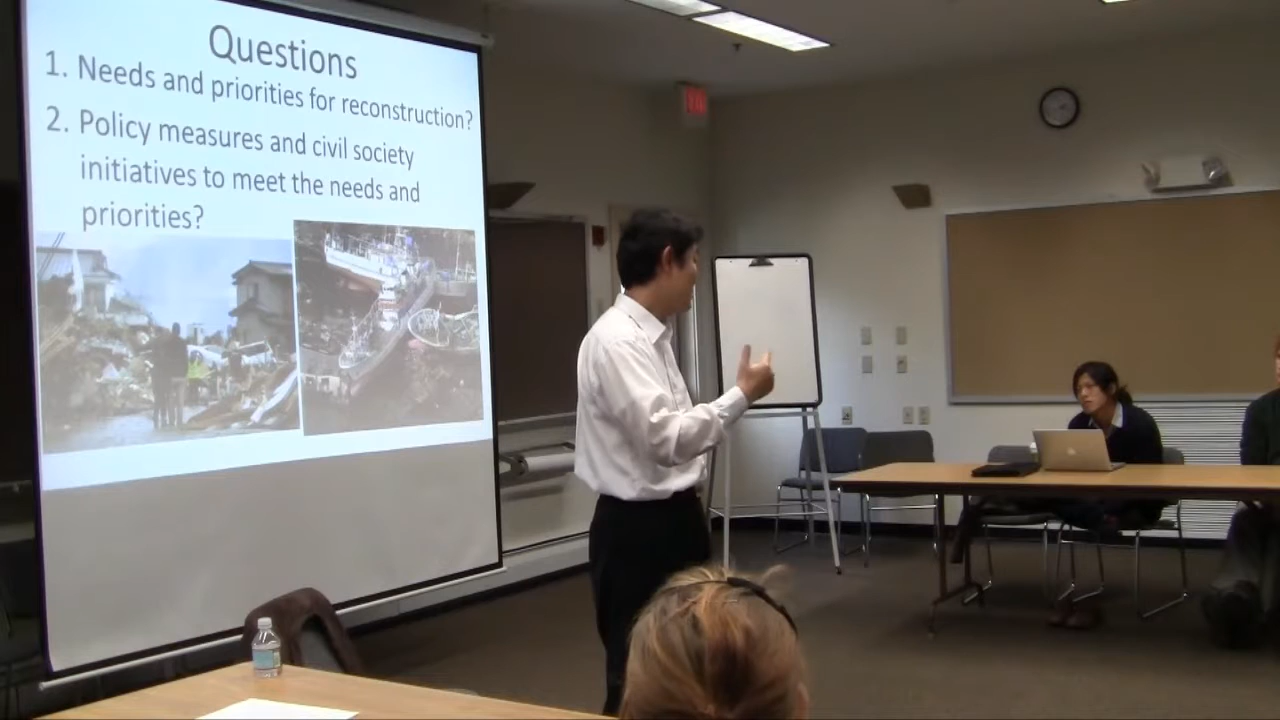 Questions
1. Needs and priorities for reconstruction?
2. Policy measures and civil society
initiatives to meet the needs and
priorities?